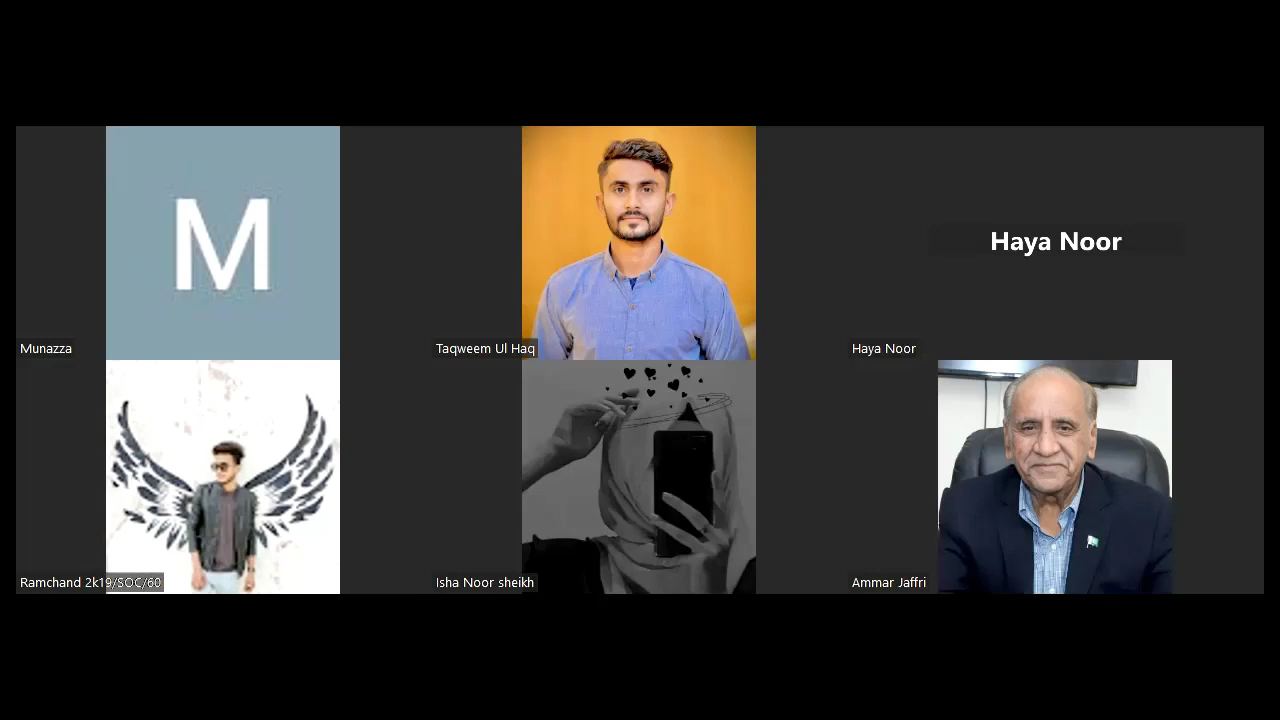 M
Haya Noor
Munazza
Taqweem Ul Haq
Haya Noor
Ramchand 2k19/SOC/60
Isha Noor sheikh
Ammar Jaffri